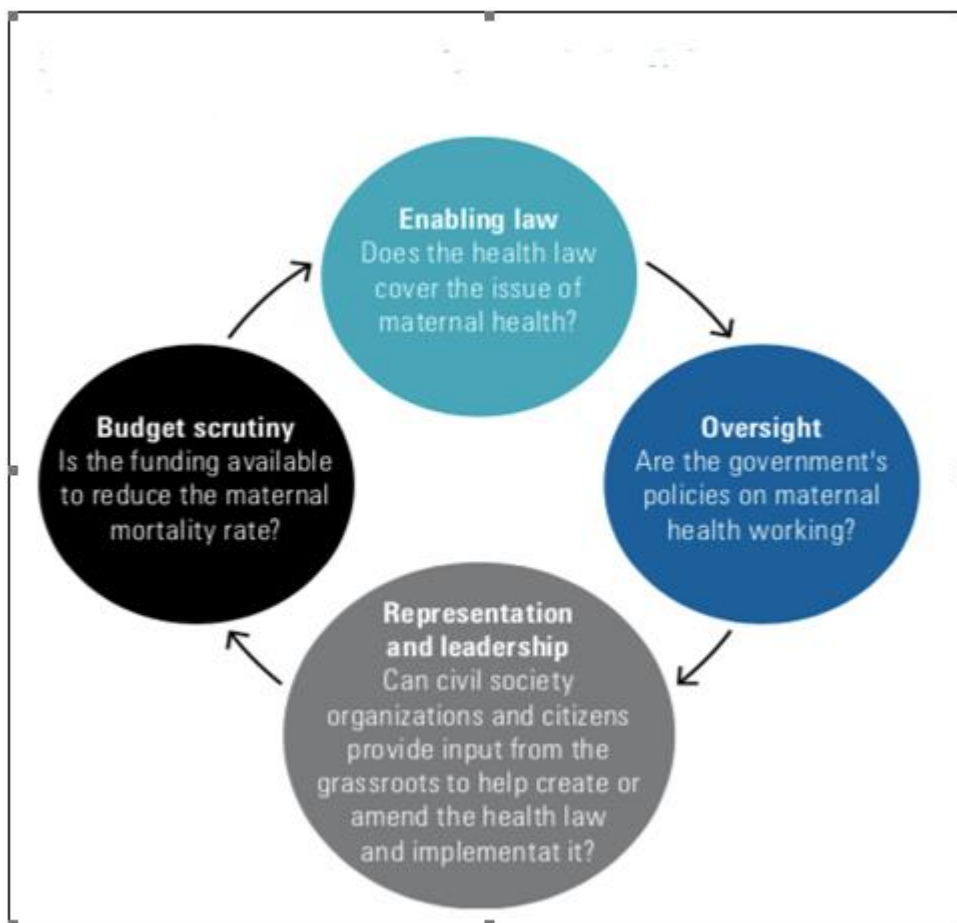 Enabling law
Does the health law
cover the issue of
maternal health?
Oversight
Are the government's
policies on maternal
health working?
Representation
and leadership
Can civil society
organizations and citizens
provide input from the
grassroots to help create or
amend the health law
and implementat it?
Budget scrutiny
Is the funding available
to reduce the maternal
mortality rate?